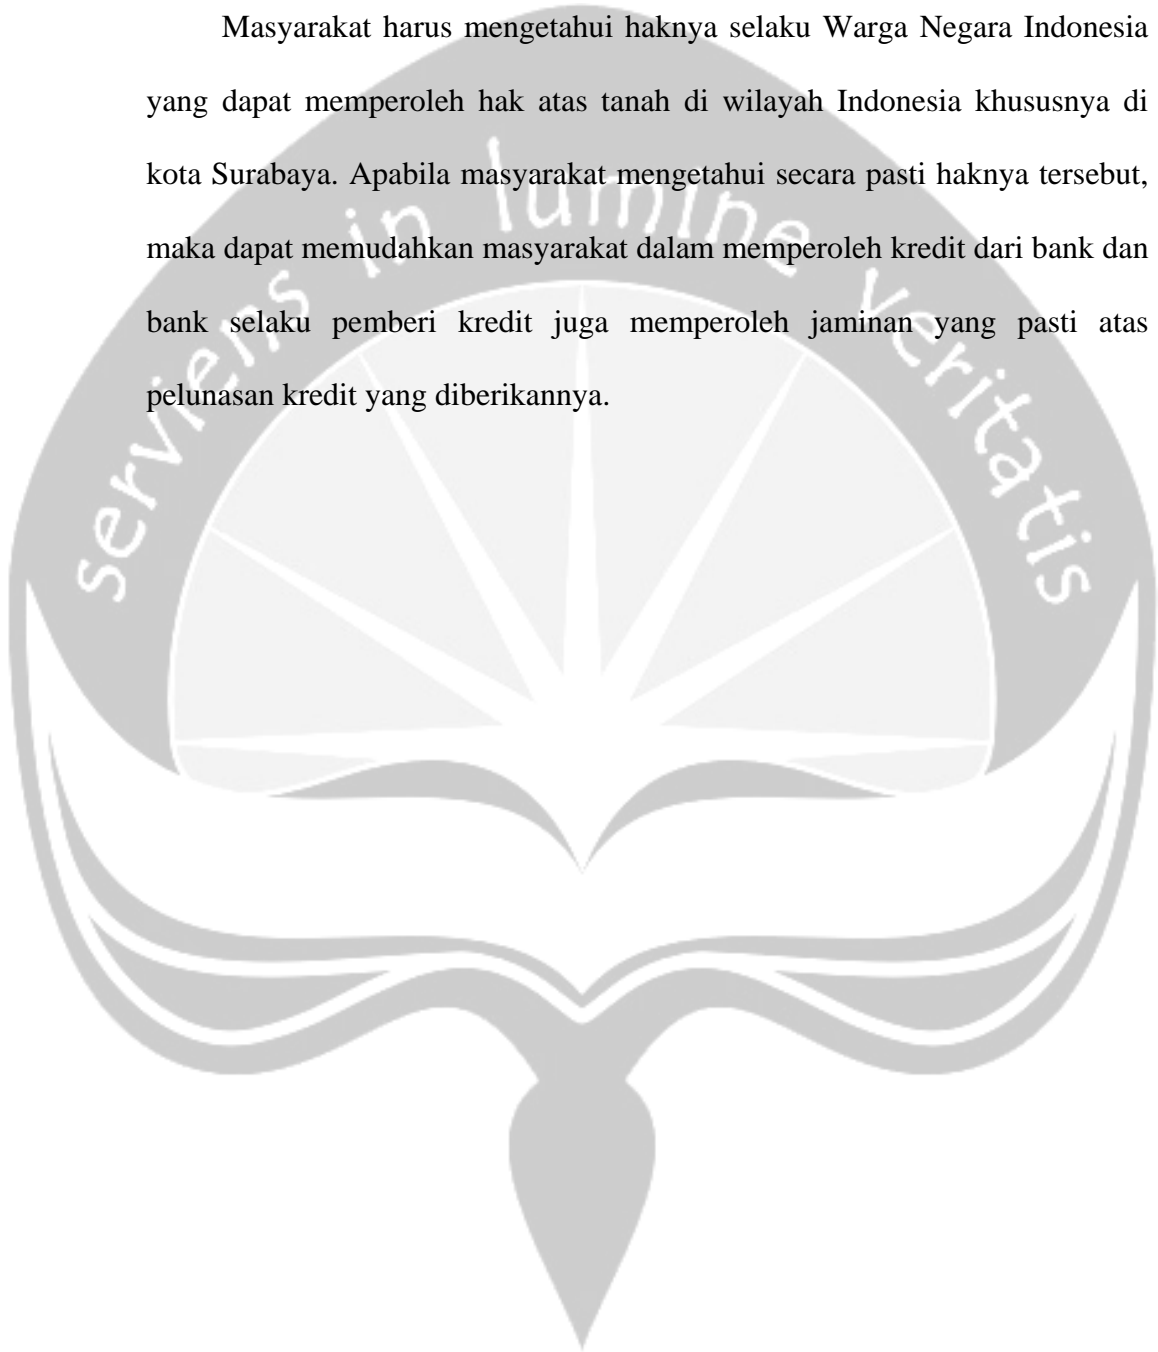 Masyarakat harus mengetahui haknya selaku Warga Negara Indonesia
yang dapat memperoleh hak atas tanah di wilayah Indonesia khususnya di
kota Surabaya. Apabila masyarakat mengetahui secara pasti haknya tersebut,
maka dapat memudahkan masyarakat dalam memperoleh kredit dari bank dan
bank selaku pemberi kredit juga memperoleh jaminan yang pasti atas
pelunasan kredit yang diberikannya.
serviens in lumine veritatis